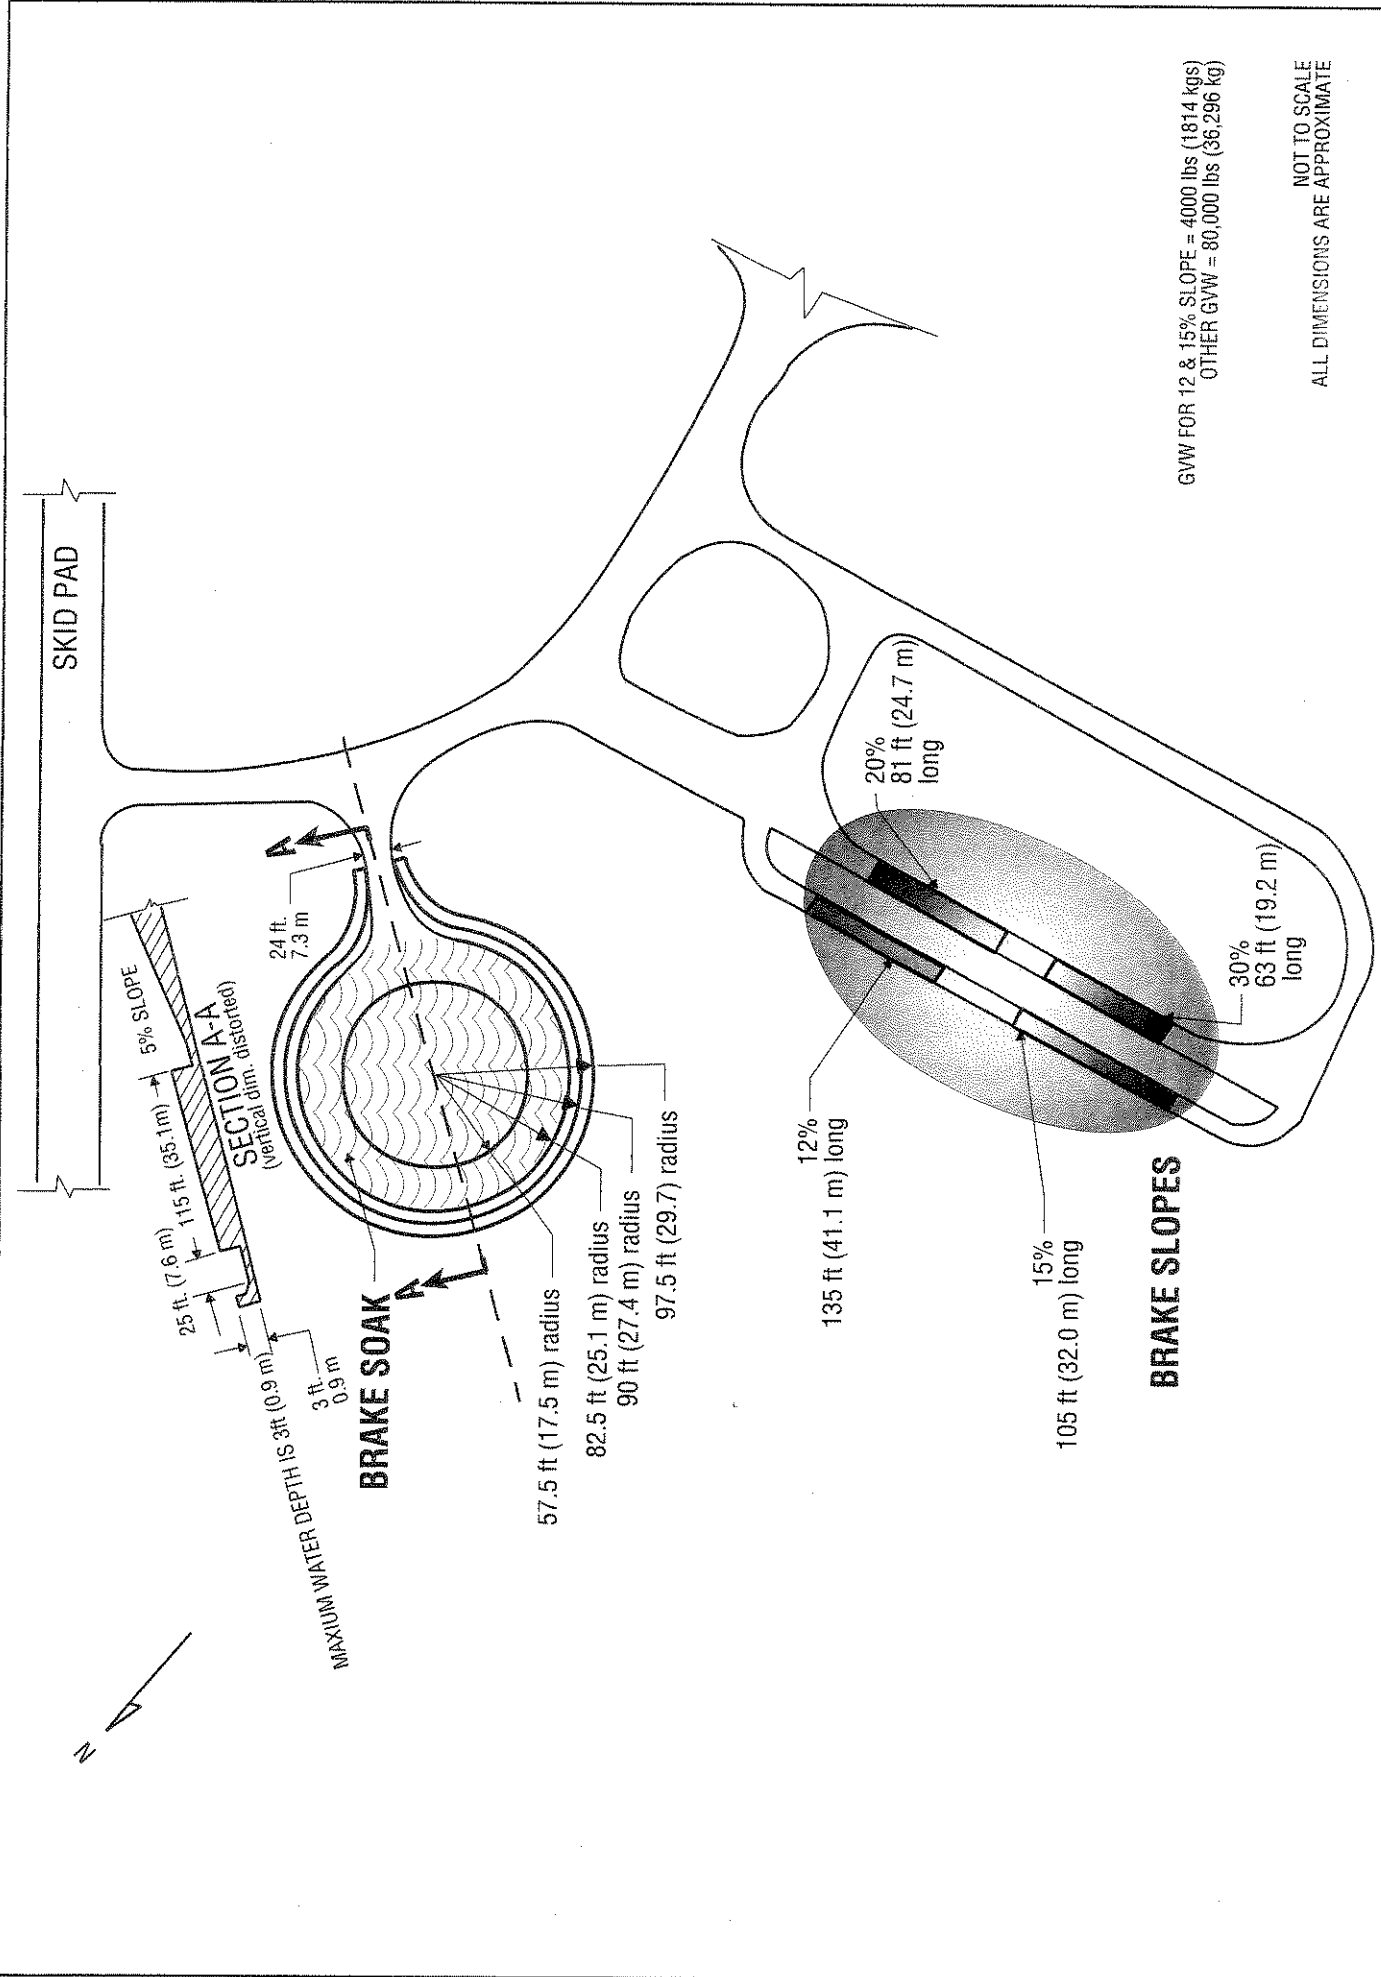 SKID PAD
5% SLOPE
115 ft. (35.1m)
25 ft. (7.6 m)
SECTION A-A
(vertical dim. distorted)
3 ft.
0.9 m
MAXIUM WATER DEPTH IS 3ft (0.9 m)
24 ft.
7.3 m
A
A
BRAKE SOAK
57.5 ft (17.5 m) radius
82.5 ft (25.1 m) radius
90 ft (27.4 m) radius
97.5 ft (29.7) radius
N
12%
135 ft (41.1 m) long
15%
105 ft (32.0 m) long
20%
81 ft (24.7 m)
long
30%
63 ft (19.2 m)
long
BRAKE SLOPES
GVW FOR 12 & 15% SLOPE = 4000 lbs (1814 kgs)
OTHER GVW = 80,000 lbs (36,296 kg)
NOT TO SCALE
ALL DIMENSIONS ARE APPROXIMATE